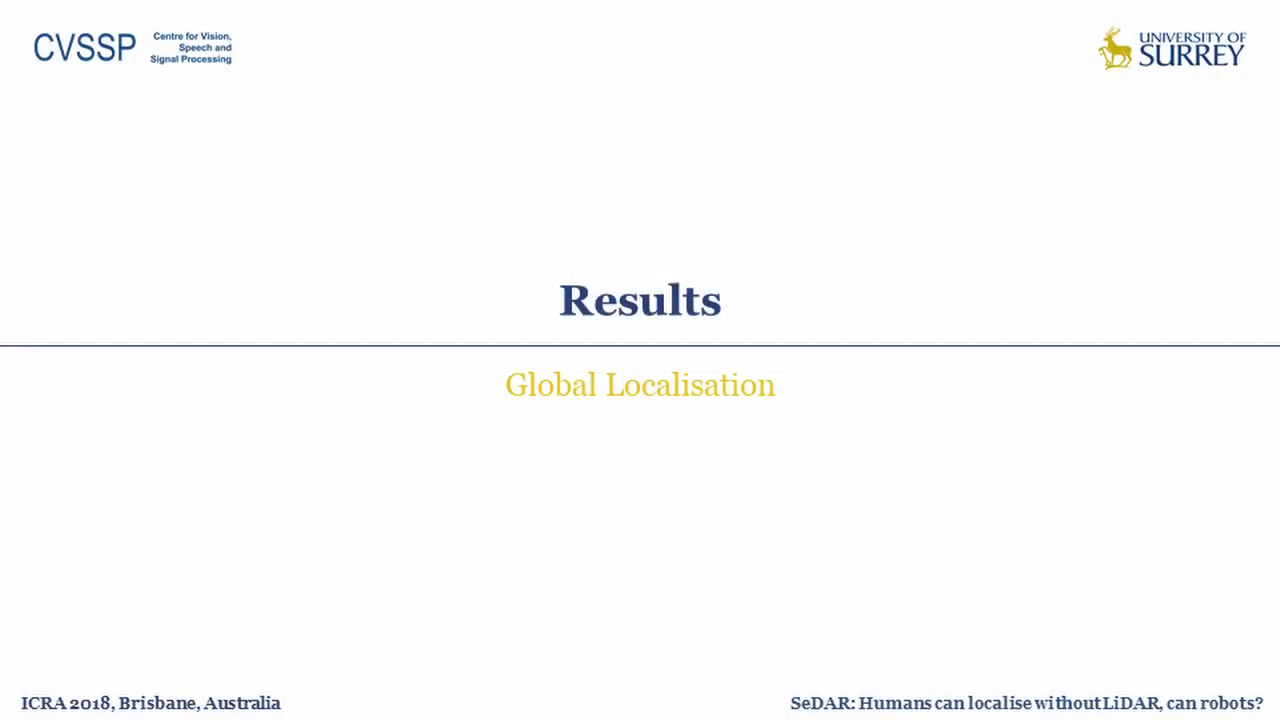 CVSSP
Centre for Vision,
Speech and
Signal Processing
UNIVERSITY OF
SURREY
Results
Global Localisation
ICRA 2018, Brisbane, Australia
SeDAR: Humans can localise without LiDAR, can robots?